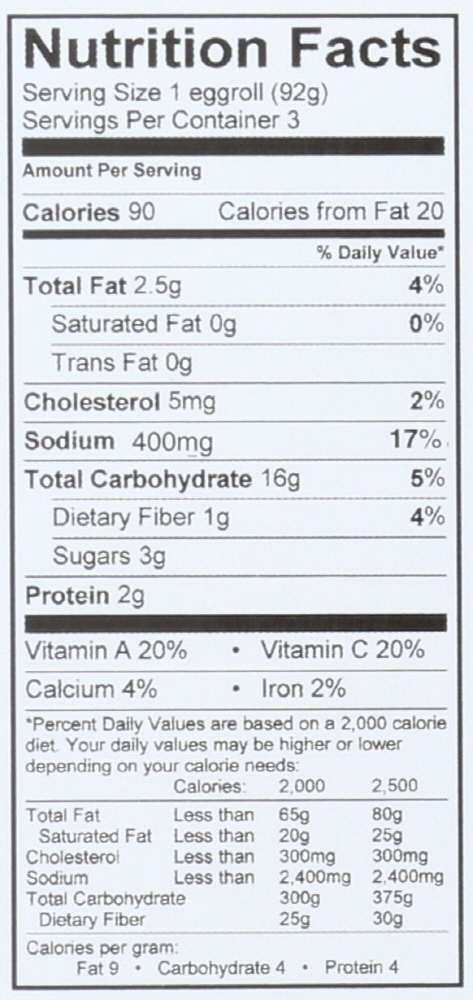 Nutrition Facts
Serving Size 1 eggroll (92g)
Servings Per Container 3
Amount Per Serving
Calories 90 Calories from Fat 20
% Daily Value*
Total Fat 2.5g 4%
Saturated Fat 0g 0%
Trans Fat 0g
Cholesterol 5mg 2%
Sodium 400mg 17%
Total Carbohydrate 16g 5%
Dietary Fiber 1g 4%
Sugars 3g
Protein 2g
Vitamin A 20% • Vitamin C 20%
Calcium 4% • Iron 2%
*Percent Daily Values are based on a 2,000 calorie
diet. Your daily values may be higher or lower
depending on your calorie needs:
Calories: 2,000 2,500
Total Fat Less than 65g 80g
Saturated Fat Less than 20g 25g
Cholesterol Less than 300mg 300mg
Sodium Less than 2,400mg 2,400mg
Total Carbohydrate 300g 375g
Dietary Fiber 25g 30g
Calories per gram:
Fat 9 • Carbohydrate 4 • Protein 4